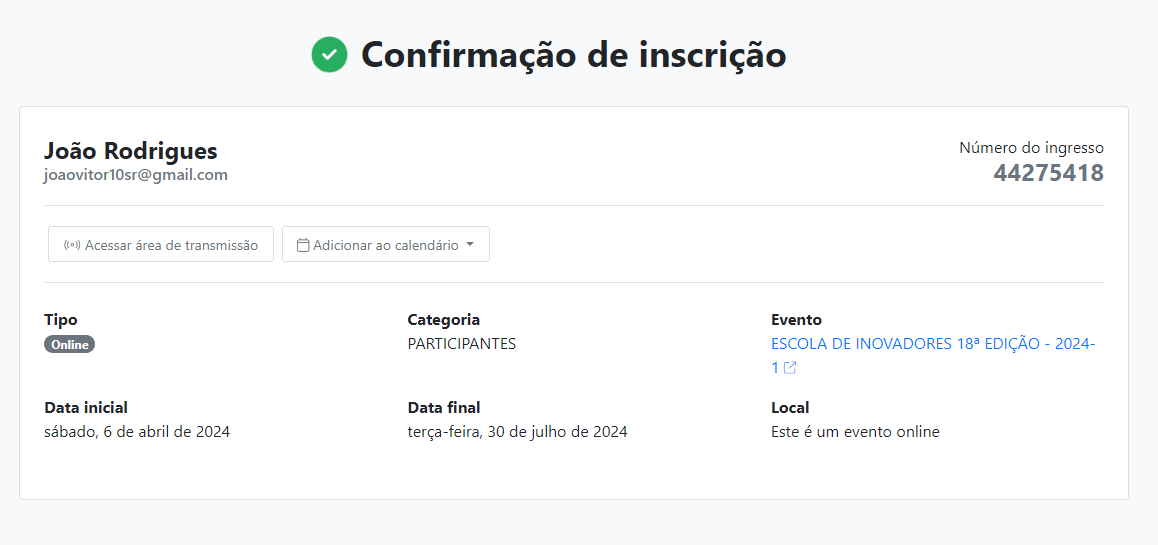 Confirmação de inscrição
João Rodrigues
joaovitor10sr@gmail.com
Número do ingresso
44275418
Acessar área de transmissão
Adicionar ao calendário
Tipo
Online
Categoria
PARTICIPANTES
Evento
ESCOLA DE INOVADORES 18ª EDIÇÃO - 2024-
1
Data inicial
sábado, 6 de abril de 2024
Data final
terça-feira, 30 de julho de 2024
Local
Este é um evento online